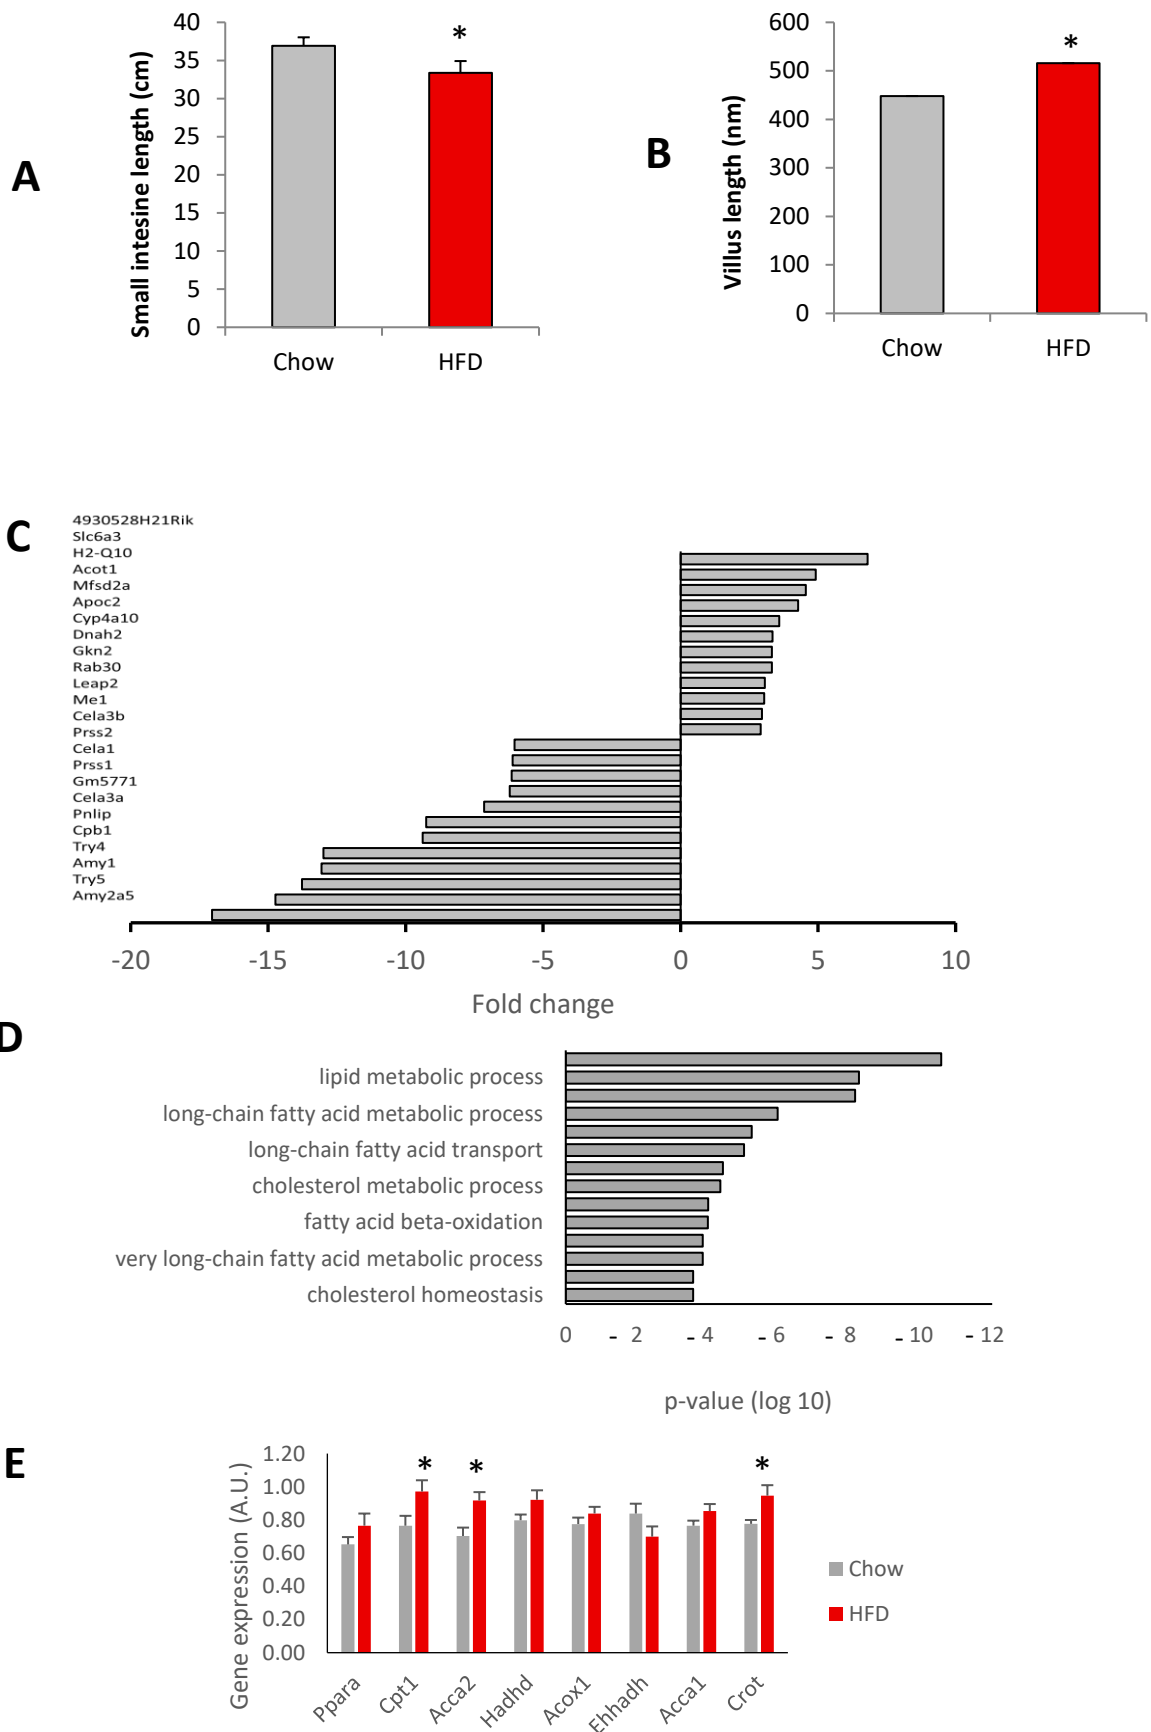 A
Small intesine length (cm)
40
35
30
25
20
15
10
5
0
*
Chow
HFD
B
Villus length (nm)
600
500
400
300
200
100
0
*
Chow
HFD
C
4930528H21Rik
Slc6a3
H2-Q10
Acot1
Mfsd2a
Apoc2
Cyp4a10
Dnah2
Gkn2
Rab30
Leap2
Me1
Cela3b
Prss2
Cela1
Prss1
Gm5771
Cela3a
Pnlip
Cpb1
Try4
Amy1
Try5
Amy2a5
-20 -15 -10 -5 0 5 10
Fold change
D
lipid metabolic process
long-chain fatty acid metabolic process
long-chain fatty acid transport
cholesterol metabolic process
fatty acid beta-oxidation
very long-chain fatty acid metabolic process
cholesterol homeostasis
0 - 2 - 4 - 6 - 8 - 10 - 12
p-value (log 10)
E
Gene expression (A.U.)
1.20
1.00
0.80
0.60
0.40
0.20
0.00
* * *
Ppara Cpt1 Acca2 Hadhd Acox1 Ehhadh Acca1 Crot
Chow
HFD